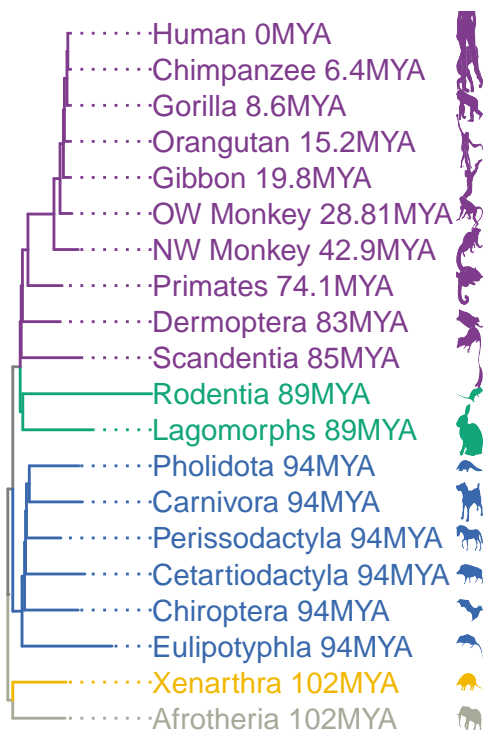 Human 0MYA
Chimpanzee 6.4MYA
Gorilla 8.6MYA
Orangutan 15.2MYA
Gibbon 19.8MYA
OW Monkey 28.81MYA
NW Monkey 42.9MYA
Primates 74.1MYA
Dermoptera 83MYA
Scandentia 85MYA
Rodentia 89MYA
Lagomorphs 89MYA
Pholidota 94MYA
Carnivora 94MYA
Perissodactyla 94MYA
Cetartiodactyla 94MYA
Chiroptera 94MYA
Eulipotyphla 94MYA
Xenarthra 102MYA
Afrotheria 102MYA